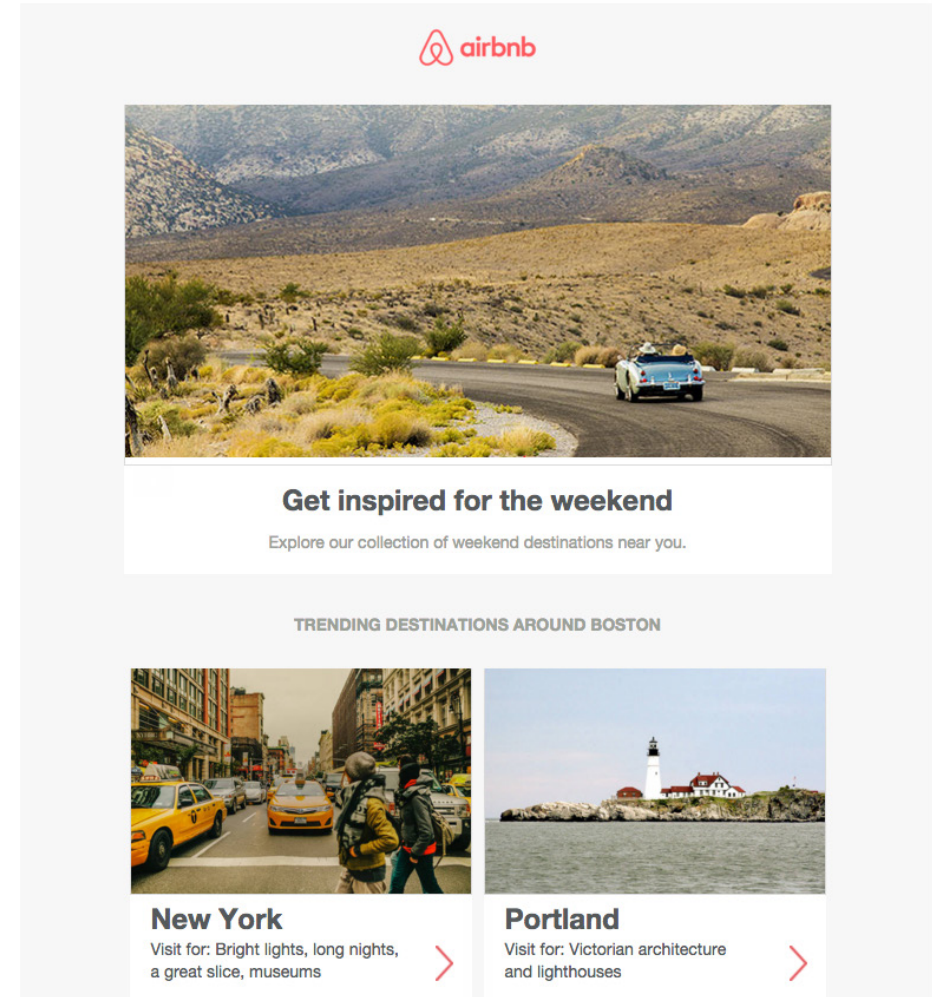 airbnb
Get inspired for the weekend
Explore our collection of weekend destinations near you.
TRENDING DESTINATIONS AROUND BOSTON
New York
Visit for: Bright lights, long nights,
a great slice, museums
Portland
Visit for: Victorian architecture
and lighthouses